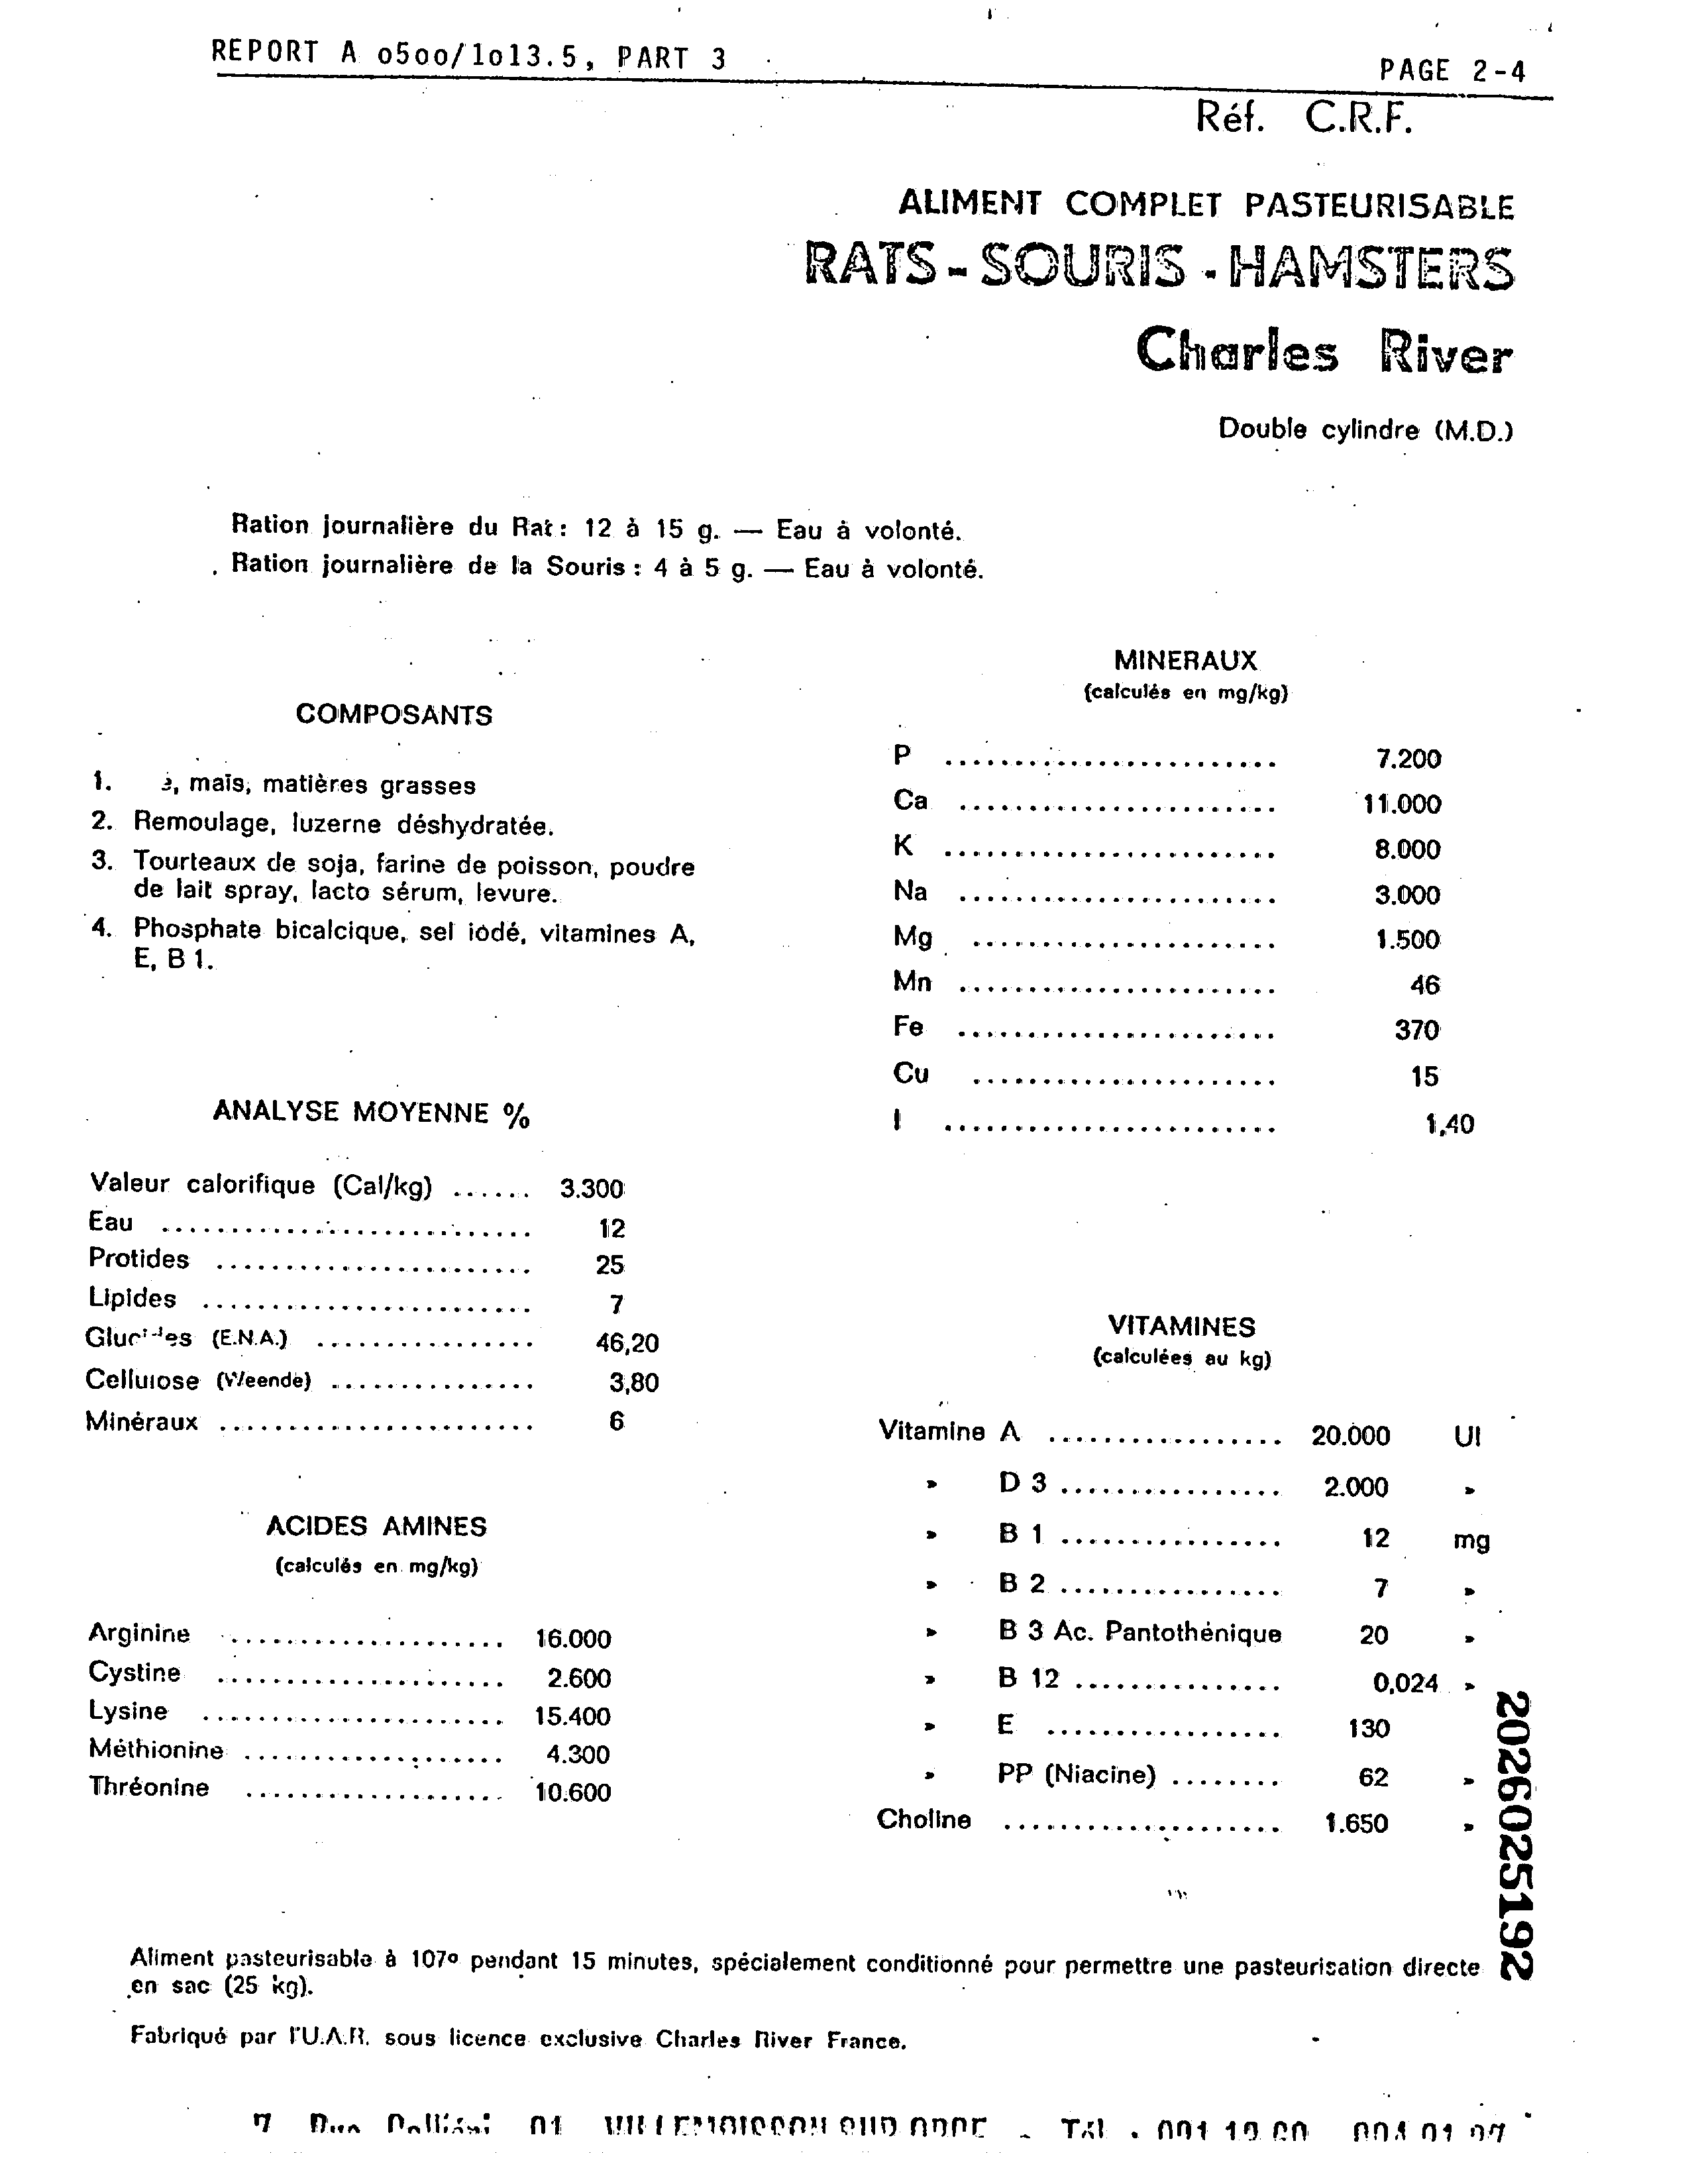 REPORT A o5oo/1o13.5, PART 3
PAGE 2-4
Réf. C.R.F.
ALIMENT COMPLET PASTEURISABLE
RATS - SOURIS - HAMSTERS
Charles River
Double cylindre (M.D.)
Ration journalière du Rat : 12 à 15 g. — Eau à volonté.
Ration journalière de la Souris : 4 à 5 g. — Eau à volonté.
COMPOSANTS
1. maïs, matières grasses
2. Remoulage, luzerne déshydratée.
3. Tourteaux de soja, farine de poisson, poudre
de lait spray, lacto sérum, levure.
4. Phosphate bicalcique, sel iodé, vitamines A,
E, B 1.
ANALYSE MOYENNE %
Valeur calorifique (Cal/kg) ...... 3.300
Eau ........................... 12
Protides ....................... 25
Lipides ........................ 7
Glucides (E.N.A.) ................ 46,20
Cellulose (Weende) ............... 3,80
Minéraux ....................... 6
ACIDES AMINES
(calculés en mg/kg)
Arginine .................... 16.000
Cystine ..................... 2.600
Lysine ...................... 15.400
Méthionine ................... 4.300
Thréonine ................... 10.600
MINERAUX
(calculés en mg/kg)
P ........................ 7.200
Ca ....................... 11.000
K ........................ 8.000
Na ....................... 3.000
Mg ...................... 1.500
Mn ....................... 46
Fe ....................... 370
Cu ...................... 15
I ........................ 1,40
VITAMINES
(calculées au kg)
Vitamine A ................. 20.000 UI
» D 3 ................ 2.000 »
» B 1 ................ 12 mg
» B 2 ................ 7 »
» B 3 Ac. Pantothénique 20 »
» B 12 ............... 0,024 »
» E ................. 130
» PP (Niacine) ........ 62 »
Choline .................... 1.650 »
2026025192
Aliment pasteurisable à 107º pendant 15 minutes, spécialement conditionné pour permettre une pasteurisation directe
en sac (25 kg).
Fabriqué par l'U.A.R. sous licence exclusive Charles River France.
7 Rue 91 VILLEMOISSON SUR ORGE - Tél.